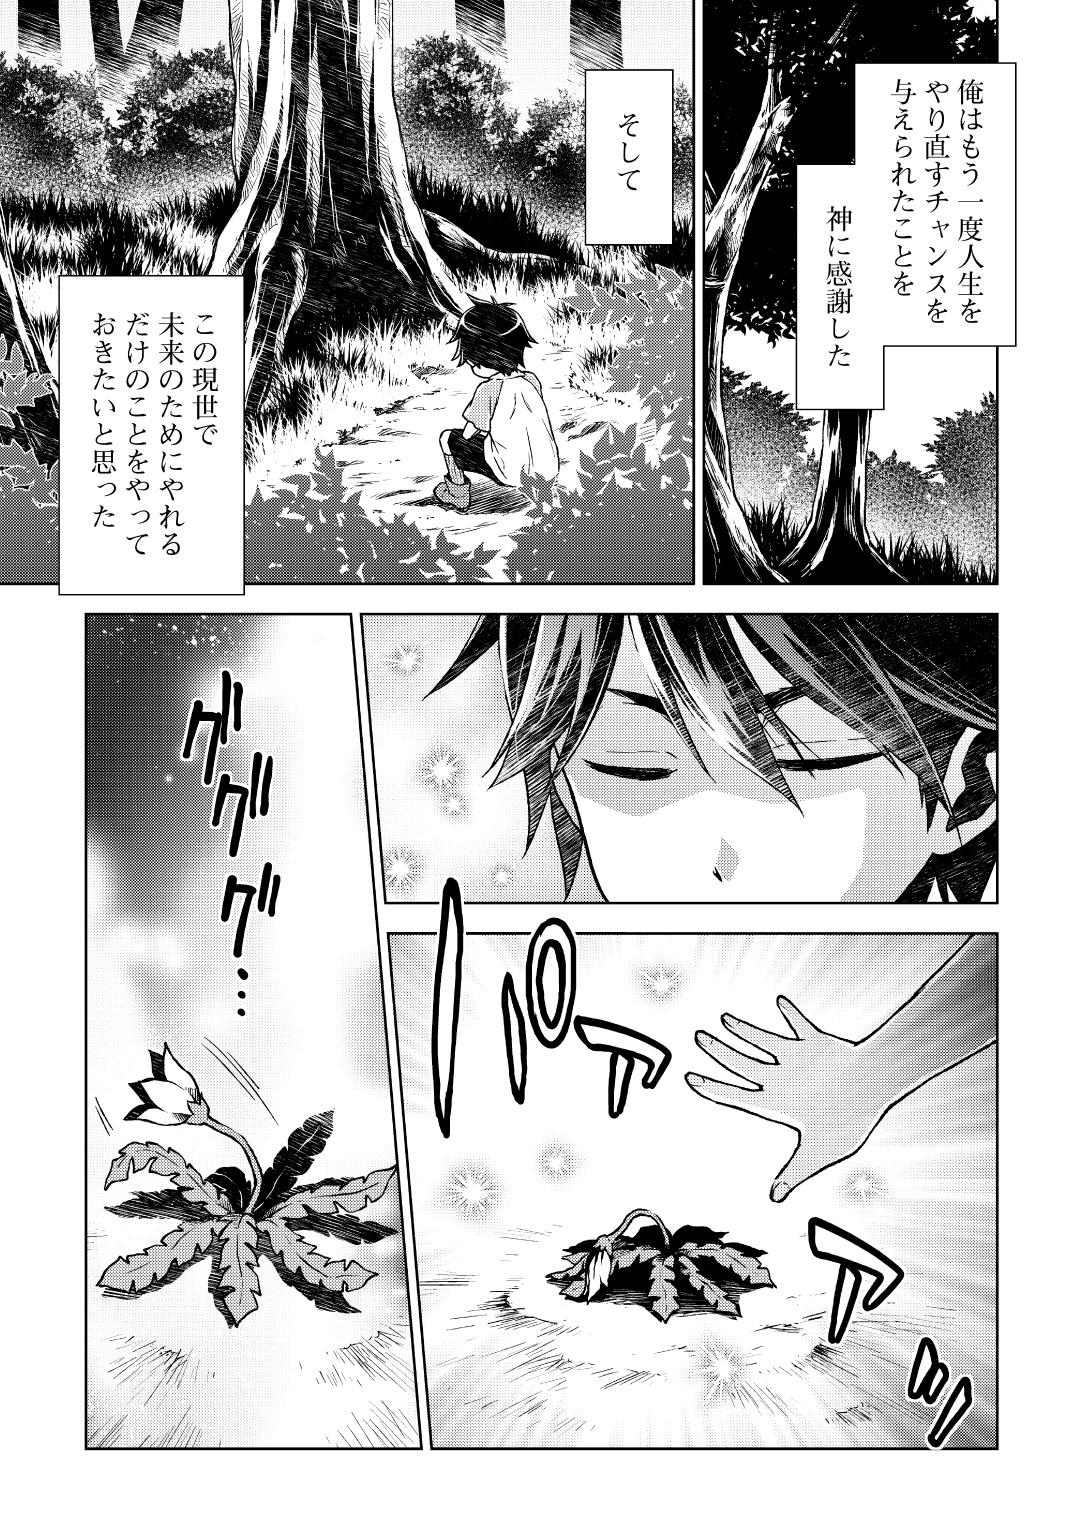 俺はもう一度人生を
やり直すチャンスを
与えられたことを
神に感謝した
そして
この現世で
未来のためにやれる
だけのことをやって
おきたいと思った
パァァ
アァッ
グググ…